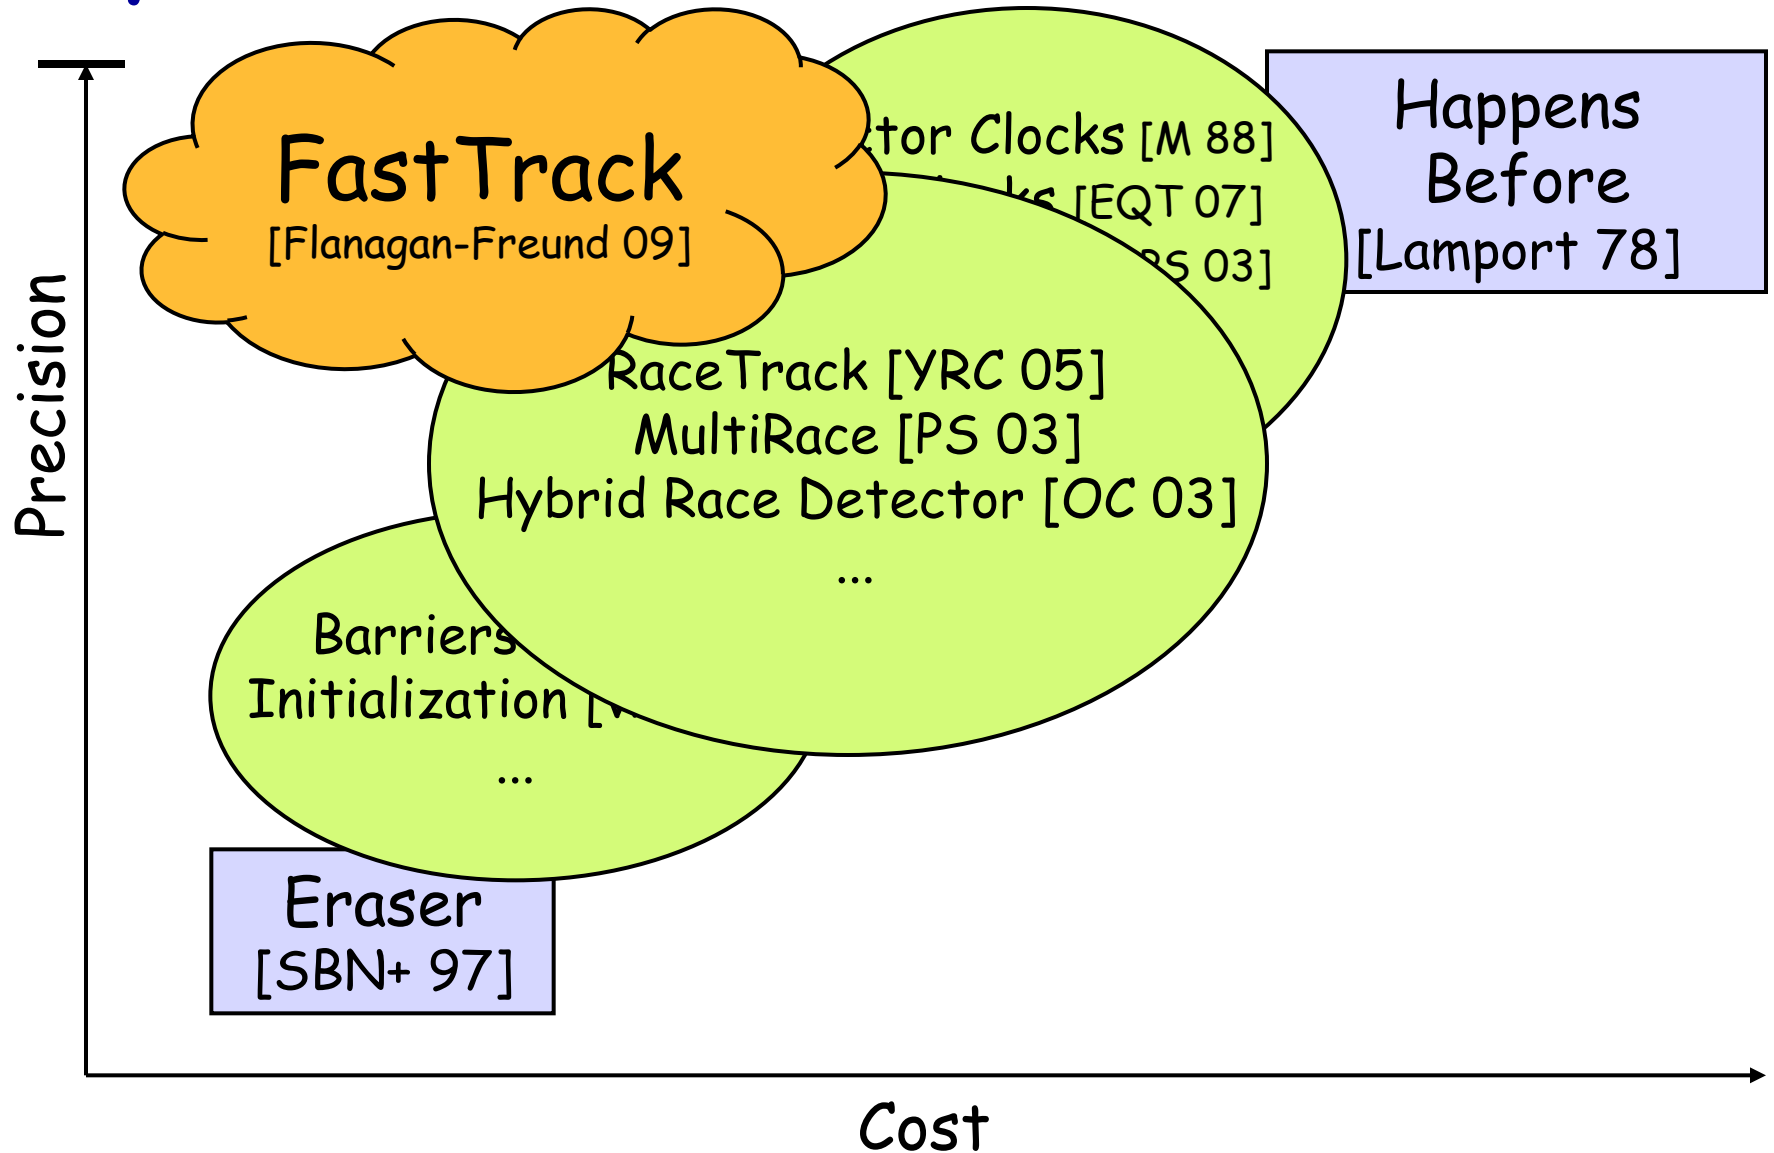 FastTrack
[Flanagan-Freund 09]
Clocks [M 88]
[EQT 07]
03]
Happens
Before
[Lamport 78]
RaceTrack [YRC 05]
MultiRace [PS 03]
Hybrid Race Detector [OC 03]
...
Barriers
Initialization
...
Eraser
[SBN+ 97]
Precision
Cost